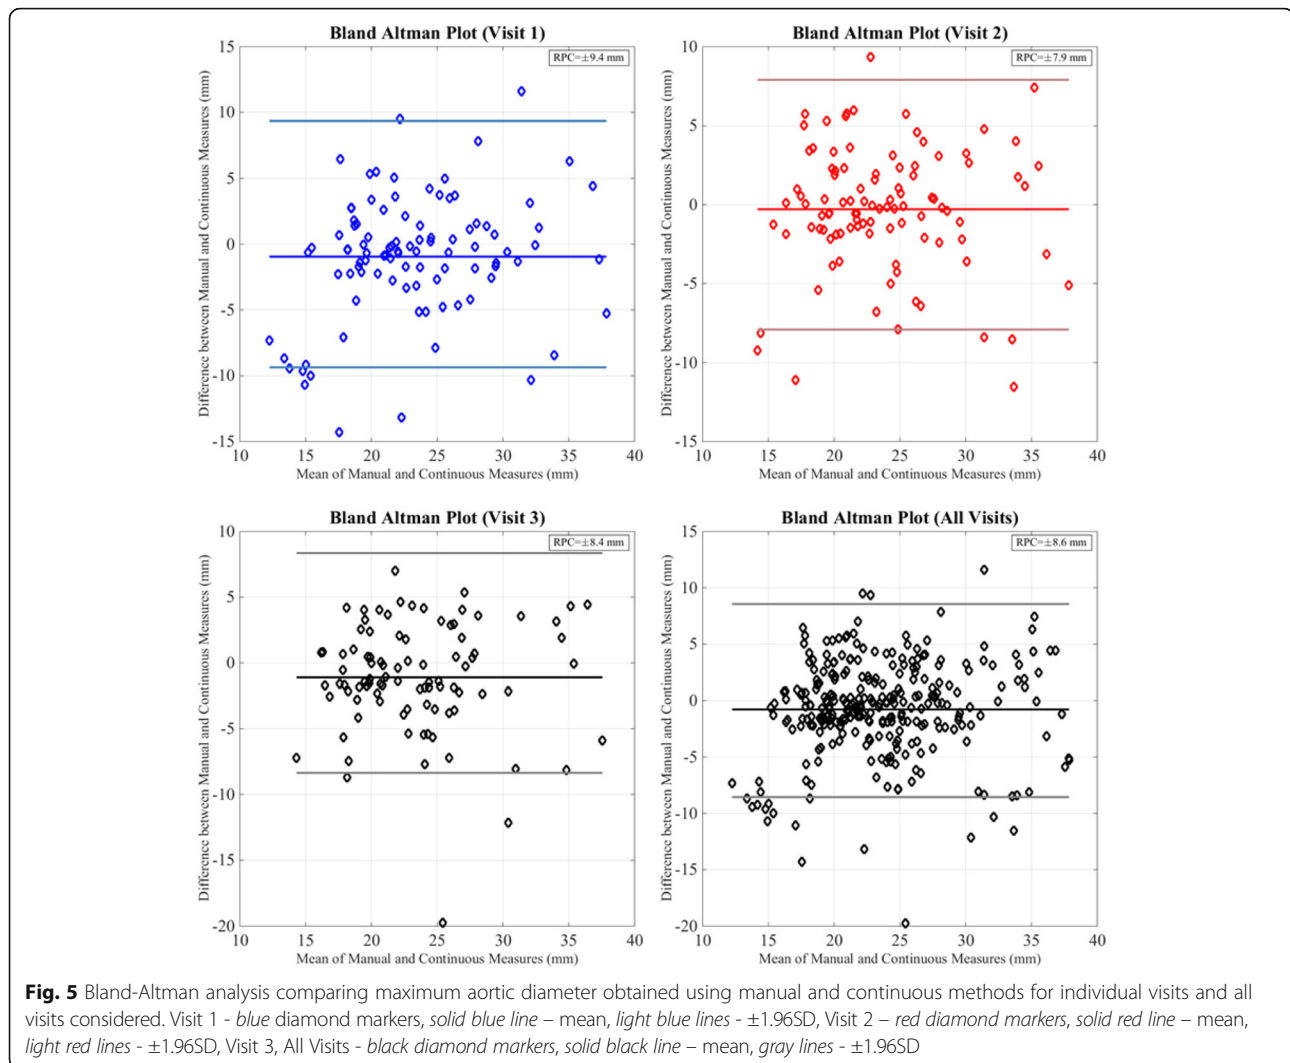 Bland Altman Plot (Visit 1)
RPC=±9.4 mm
Difference between Manual and Continuous Measures (mm)
15
10
5
0
-5
-10
-15
10 15 20 25 30 35 40
Mean of Manual and Continuous Measures (mm)
Bland Altman Plot (Visit 2)
RPC=±7.9 mm
Difference between Manual and Continuous Measures (mm)
10
5
0
-5
-10
-15
10 15 20 25 30 35 40
Mean of Manual and Continuous Measures (mm)
Bland Altman Plot (Visit 3)
RPC=±8.4 mm
Difference between Manual and Continuous Measures (mm)
10
5
0
-5
-10
-15
-20
10 15 20 25 30 35 40
Mean of Manual and Continuous Measures (mm)
Bland Altman Plot (All Visits)
RPC=±8.6 mm
Difference between Manual and Continuous Measures (mm)
15
10
5
0
-5
-10
-15
-20
10 15 20 25 30 35 40
Mean of Manual and Continuous Measures (mm)
Fig. 5 Bland-Altman analysis comparing maximum aortic diameter obtained using manual and continuous methods for individual visits and all
visits considered. Visit 1 - blue diamond markers, solid blue line – mean, light blue lines - ±1.96SD, Visit 2 – red diamond markers, solid red line – mean,
light red lines - ±1.96SD, Visit 3, All Visits - black diamond markers, solid black line – mean, gray lines - ±1.96SD